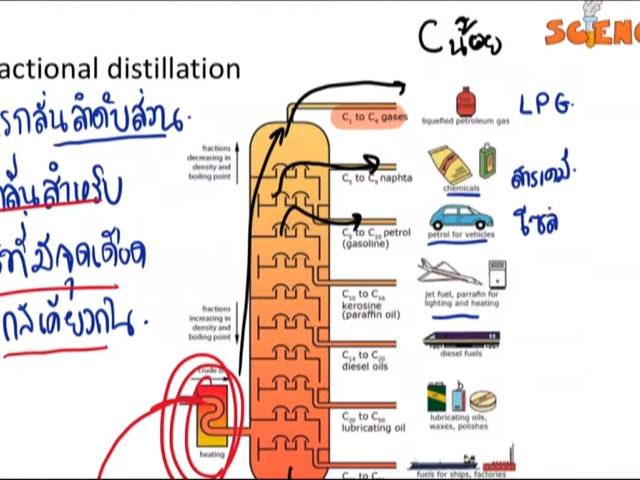 actional distillation
C น้อย
SCIENC
รกลั่นลำดับส่วน.
ลั่นสำหรับ
ที่มีจุดเดือด
กล้เคียงกัน.
fractions
decreasing in
density and
boiling point
fractions
increasing in
density and
boiling point
crude o
heating
C₁ to C₄ gases
liquefied petroleum gas
LPG.
C₅ to C₉ naphta
chemicals
สารเคมี
C₅ to C₁₀ petrol
(gasoline)
petrol for vehicles
ดีเซล
C₁₀ to C₁₆
kerosine
(paraffin oil)
jet fuel, parrafin for
lighting and heating
C₁₄ to C₂₀
diesel oils
diesel fuels
C₂₀ to C₅₀
lubricating oil
lubricating oils,
waxes, polishes
fuels for ships, factories